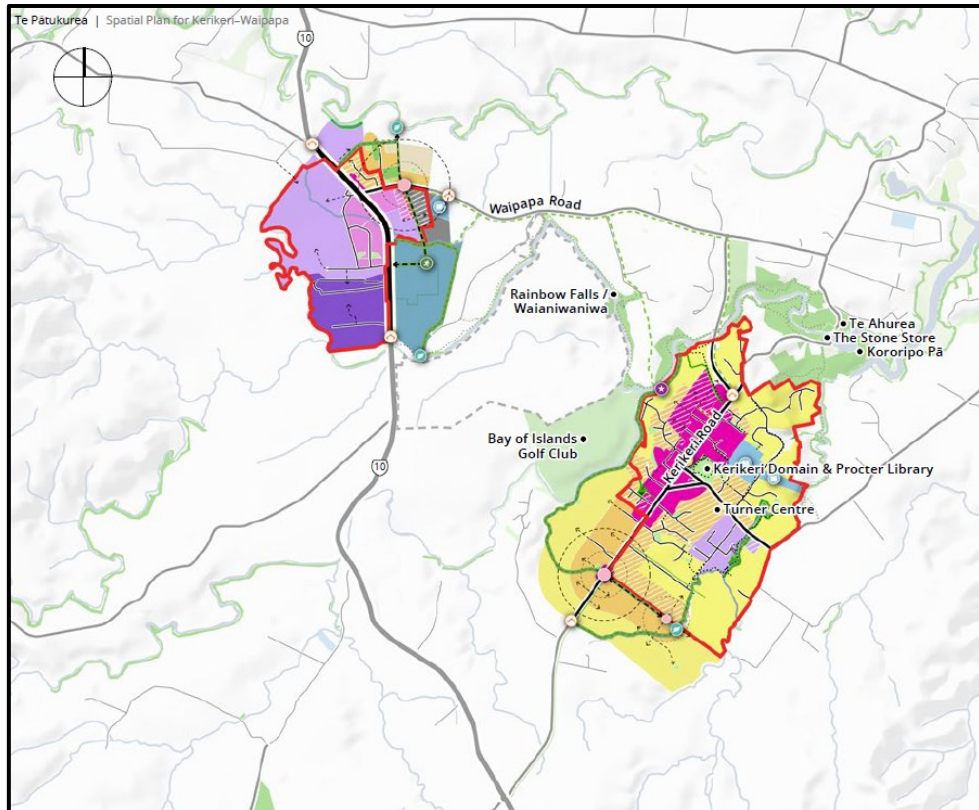 Te Pātukurea | Spatial Plan for Kerikeri–Waipapa
10
Waipapa Road
Rainbow Falls /
Waianiwaniwa
Te Ahurea
The Stone Store
Kororipo Pā
Bay of Islands
Golf Club
Kerikeri Road
Kerikeri Domain & Procter Library
10
Turner Centre